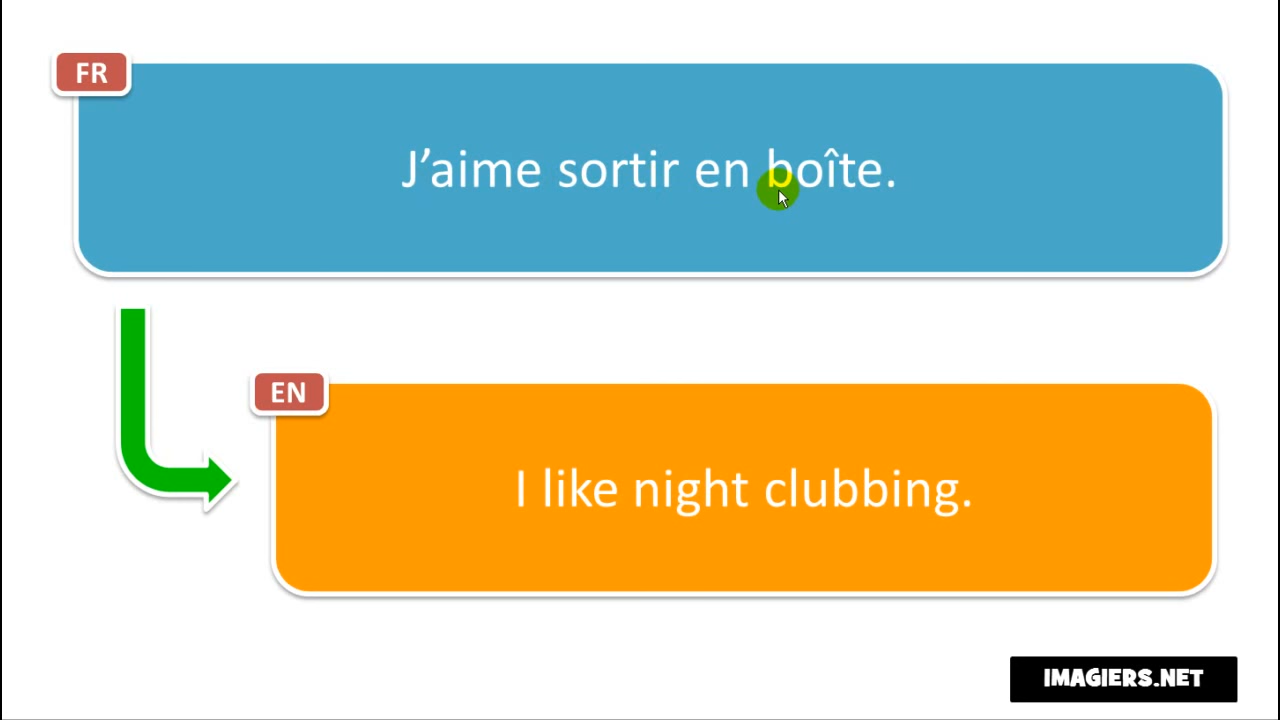 FR
J’aime sortir en boîte.
EN
I like night clubbing.
IMAGIERS.NET